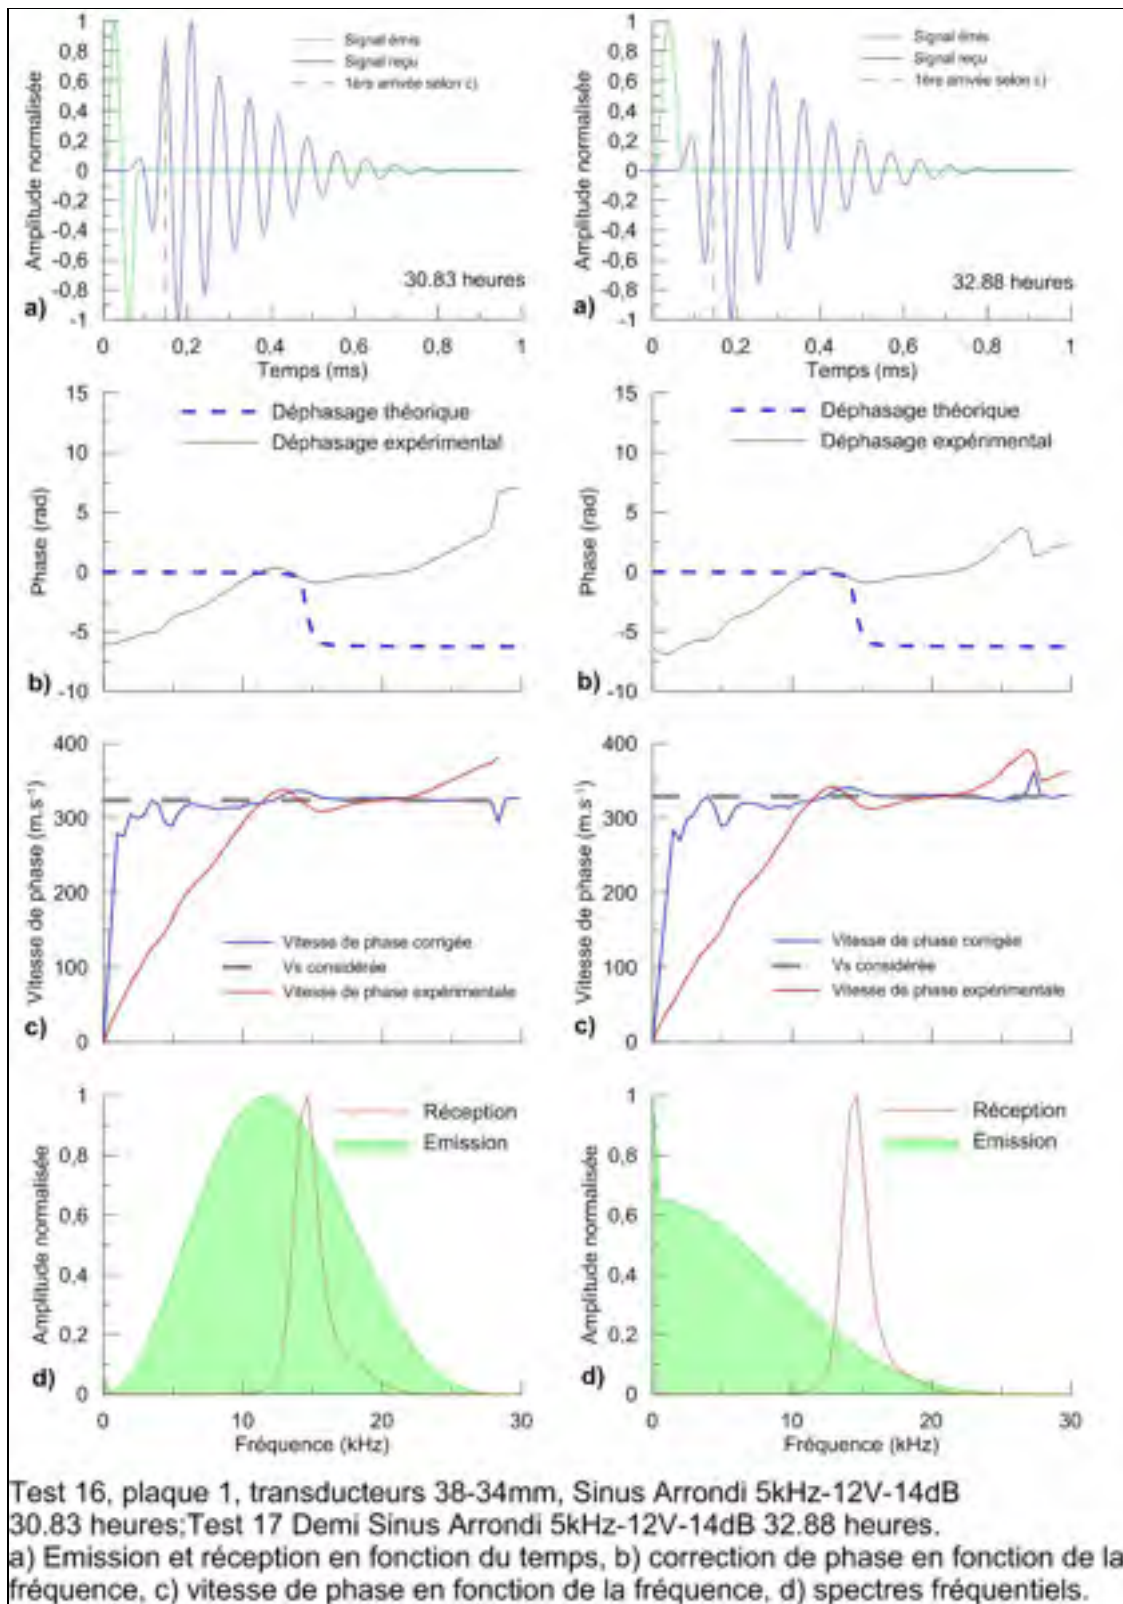 Signal émis
Signal reçu
1ère arrivée selon c)
Amplitude normalisée
1
0,8
0,6
0,4
0,2
0
-0,2
-0,4
-0,6
-0,8
-1
30.83 heures
a)
0
0,2
0,4
0,6
0,8
1
Temps (ms)
Signal émis
Signal reçu
1ère arrivée selon c)
Amplitude normalisée
1
0,8
0,6
0,4
0,2
0
-0,2
-0,4
-0,6
-0,8
-1
32.88 heures
a)
0
0,2
0,4
0,6
0,8
1
Temps (ms)
Déphasage théorique
Déphasage expérimental
Phase (rad)
15
10
5
0
-5
-10
b)
Déphasage théorique
Déphasage expérimental
Phase (rad)
15
10
5
0
-5
-10
b)
Vitesse de phase (m.s⁻¹)
400
300
200
100
0
Vitesse de phase corrigée
Vs considérée
Vitesse de phase expérimentale
c)
Vitesse de phase (m.s⁻¹)
400
300
200
100
0
Vitesse de phase corrigée
Vs considérée
Vitesse de phase expérimentale
c)
Réception
Emission
Amplitude normalisée
1
0,8
0,6
0,4
0,2
0
d)
0
10
20
30
Fréquence (kHz)
Réception
Emission
Amplitude normalisée
1
0,8
0,6
0,4
0,2
0
d)
0
10
20
30
Fréquence (kHz)
Test 16, plaque 1, transducteurs 38-34mm, Sinus Arrondi 5kHz-12V-14dB
30.83 heures;Test 17 Demi Sinus Arrondi 5kHz-12V-14dB 32.88 heures.
a) Emission et réception en fonction du temps, b) correction de phase en fonction de la
fréquence, c) vitesse de phase en fonction de la fréquence, d) spectres fréquentiels.